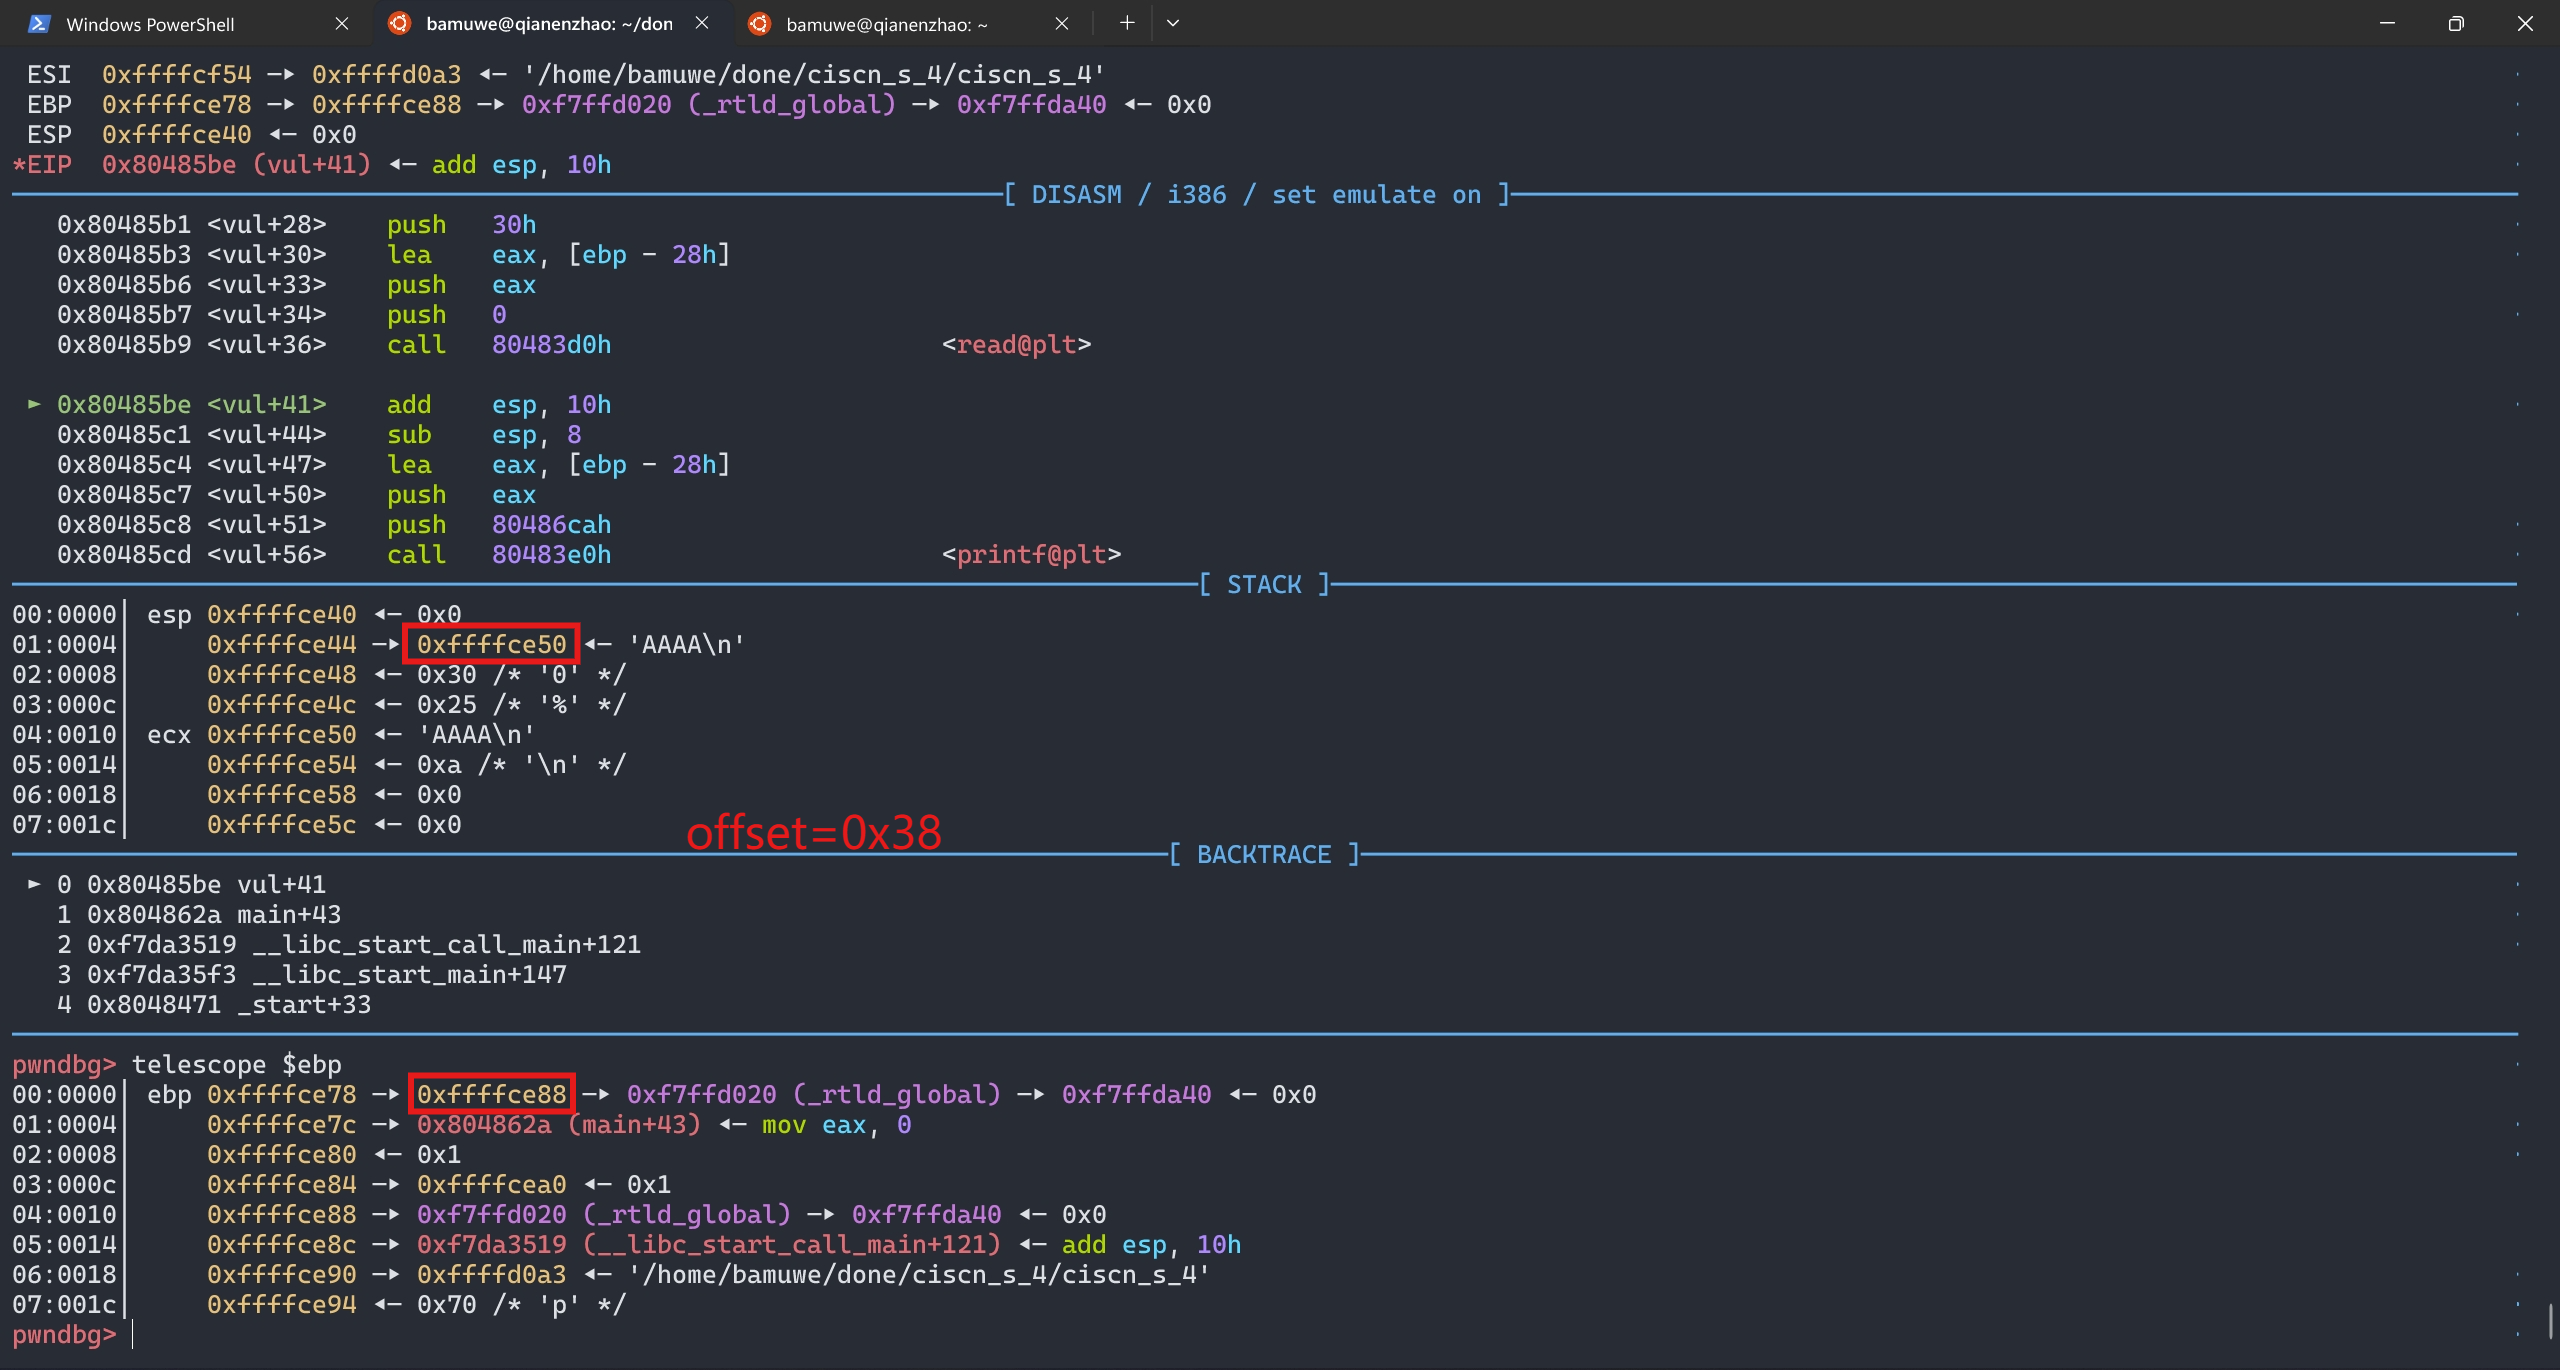 Windows PowerShell
bamuwe@qianenzhao: ~/don
bamuwe@qianenzhao: ~
ESI  0xffffcf54 —▸ 0xffffd0a3 ◂— '/home/bamuwe/done/ciscn_s_4/ciscn_s_4'
EBP  0xffffce78 —▸ 0xffffce88 —▸ 0xf7ffd020 (_rtld_global) —▸ 0xf7ffda40 ◂— 0x0
ESP  0xffffce40 ◂— 0x0
*EIP  0x80485be (vul+41) ◂— add esp, 10h
[ DISASM / i386 / set emulate on ]
0x80485b1 <vul+28>    push   30h
0x80485b3 <vul+30>    lea    eax, [ebp - 28h]
0x80485b6 <vul+33>    push   eax
0x80485b7 <vul+34>    push   0
0x80485b9 <vul+36>    call   80483d0h                      <read@plt>
► 0x80485be <vul+41>    add    esp, 10h
0x80485c1 <vul+44>    sub    esp, 8
0x80485c4 <vul+47>    lea    eax, [ebp - 28h]
0x80485c7 <vul+50>    push   eax
0x80485c8 <vul+51>    push   80486cah
0x80485cd <vul+56>    call   80483e0h                      <printf@plt>
[ STACK ]
00:0000│ esp 0xffffce40 ◂— 0x0
01:0004│     0xffffce44 —▸ 0xffffce50 ◂— 'AAAA\n'
02:0008│     0xffffce48 ◂— 0x30 /* '0' */
03:000c│     0xffffce4c ◂— 0x25 /* '%' */
04:0010│ ecx 0xffffce50 ◂— 'AAAA\n'
05:0014│     0xffffce54 ◂— 0xa /* '\n' */
06:0018│     0xffffce58 ◂— 0x0
07:001c│     0xffffce5c ◂— 0x0
offset=0x38
[ BACKTRACE ]
► 0 0x80485be vul+41
1 0x804862a main+43
2 0xf7da3519 __libc_start_call_main+121
3 0xf7da35f3 __libc_start_main+147
4 0x8048471 _start+33
pwndbg> telescope $ebp
00:0000│ ebp 0xffffce78 —▸ 0xffffce88 —▸ 0xf7ffd020 (_rtld_global) —▸ 0xf7ffda40 ◂— 0x0
01:0004│     0xffffce7c —▸ 0x804862a (main+43) ◂— mov eax, 0
02:0008│     0xffffce80 ◂— 0x1
03:000c│     0xffffce84 —▸ 0xffffcea0 ◂— 0x1
04:0010│     0xffffce88 —▸ 0xf7ffd020 (_rtld_global) —▸ 0xf7ffda40 ◂— 0x0
05:0014│     0xffffce8c —▸ 0xf7da3519 (__libc_start_call_main+121) ◂— add esp, 10h
06:0018│     0xffffce90 —▸ 0xffffd0a3 ◂— '/home/bamuwe/done/ciscn_s_4/ciscn_s_4'
07:001c│     0xffffce94 ◂— 0x70 /* 'p' */
pwndbg>